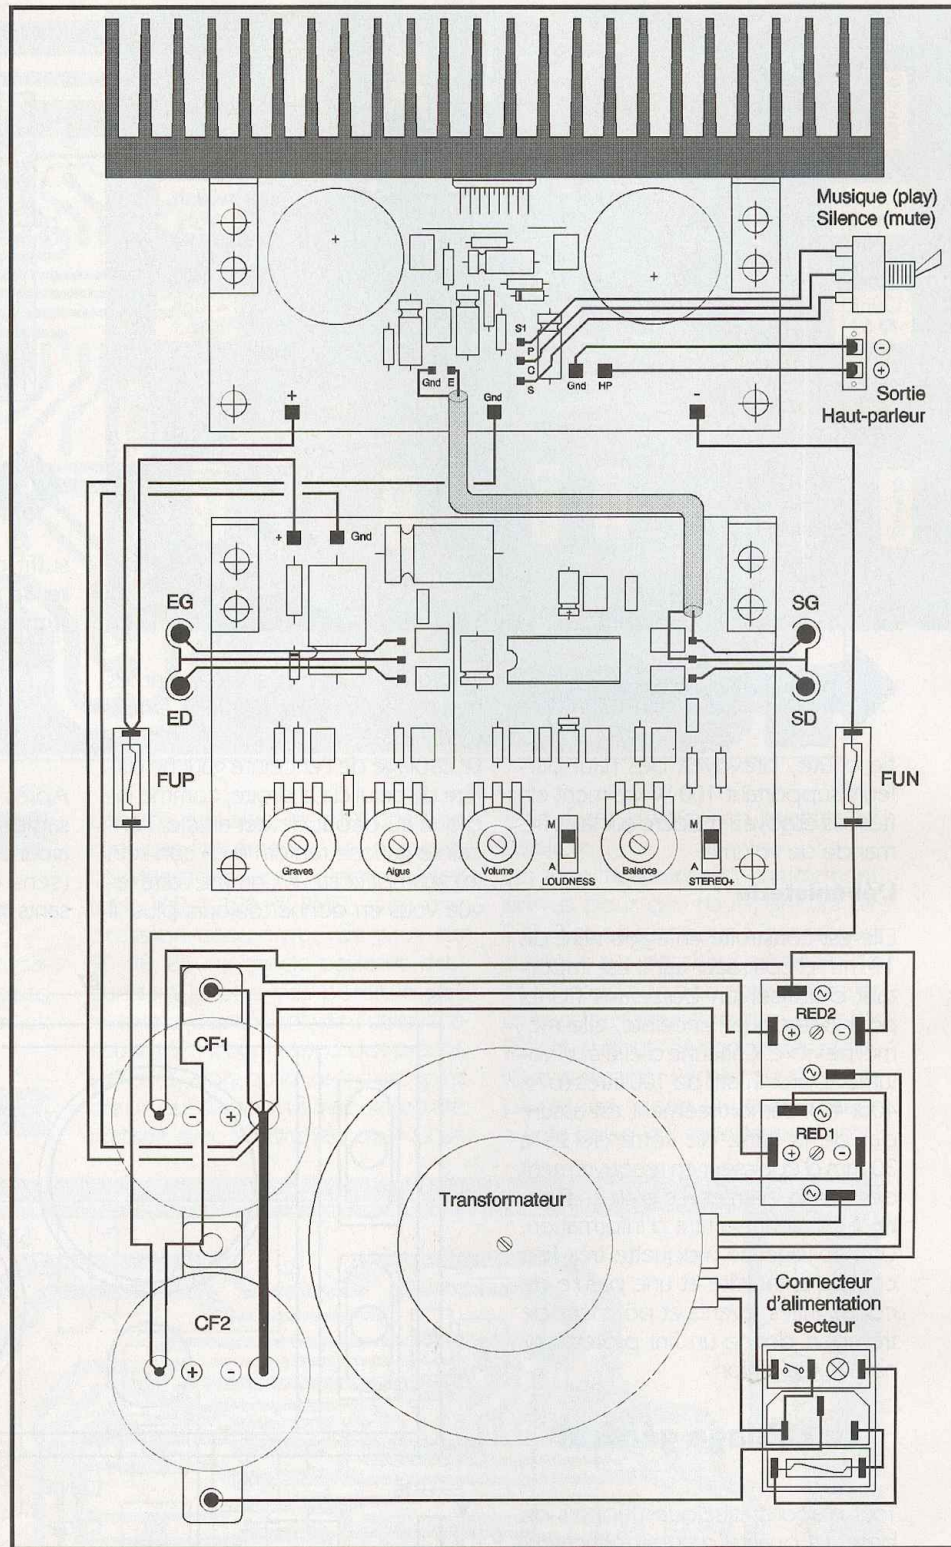 Musique (play)
Silence (mute)
S1
P
C
S
Gnd E
Gnd HP
-
+
Sortie
Haut-parleur
+
Gnd
-
+ Gnd
EG
ED
SG
SD
FUP
FUN
Graves
Aigus
Volume
M
A
LOUDNESS
Balance
M
A
STEREO+
CF1
- +
RED2
+ -
RED1
+ -
Transformateur
CF2
+ -
Connecteur
d'alimentation
secteur